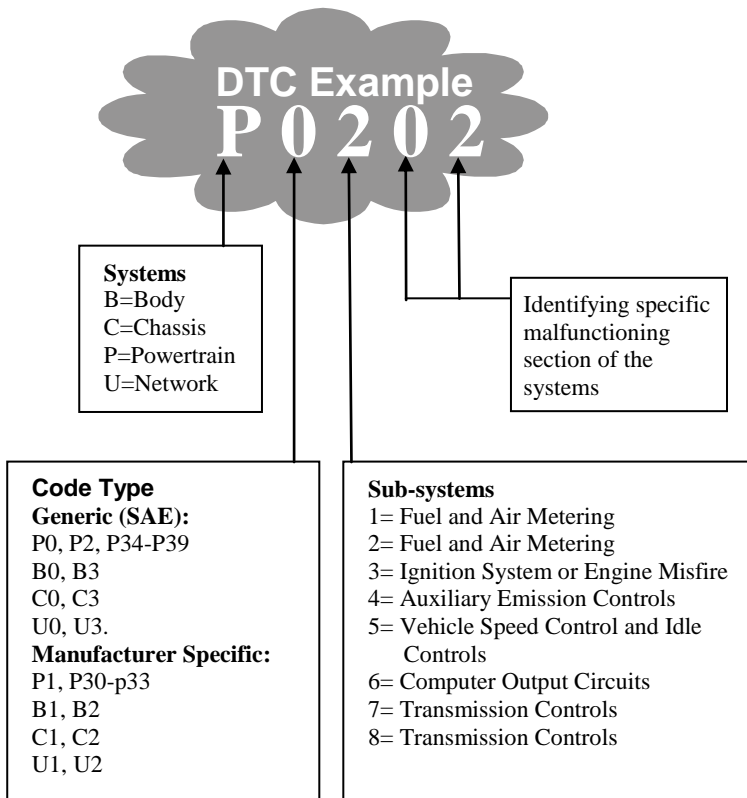 DTC Example
P 0 2 0 2
Systems
B=Body
C=Chassis
P=Powertrain
U=Network
Identifying specific
malfunctioning
section of the
systems
Code Type
Generic (SAE):
P0, P2, P34-P39
B0, B3
C0, C3
U0, U3.
Manufacturer Specific:
P1, P30-p33
B1, B2
C1, C2
U1, U2
Sub-systems
1= Fuel and Air Metering
2= Fuel and Air Metering
3= Ignition System or Engine Misfire
4= Auxiliary Emission Controls
5= Vehicle Speed Control and Idle
Controls
6= Computer Output Circuits
7= Transmission Controls
8= Transmission Controls